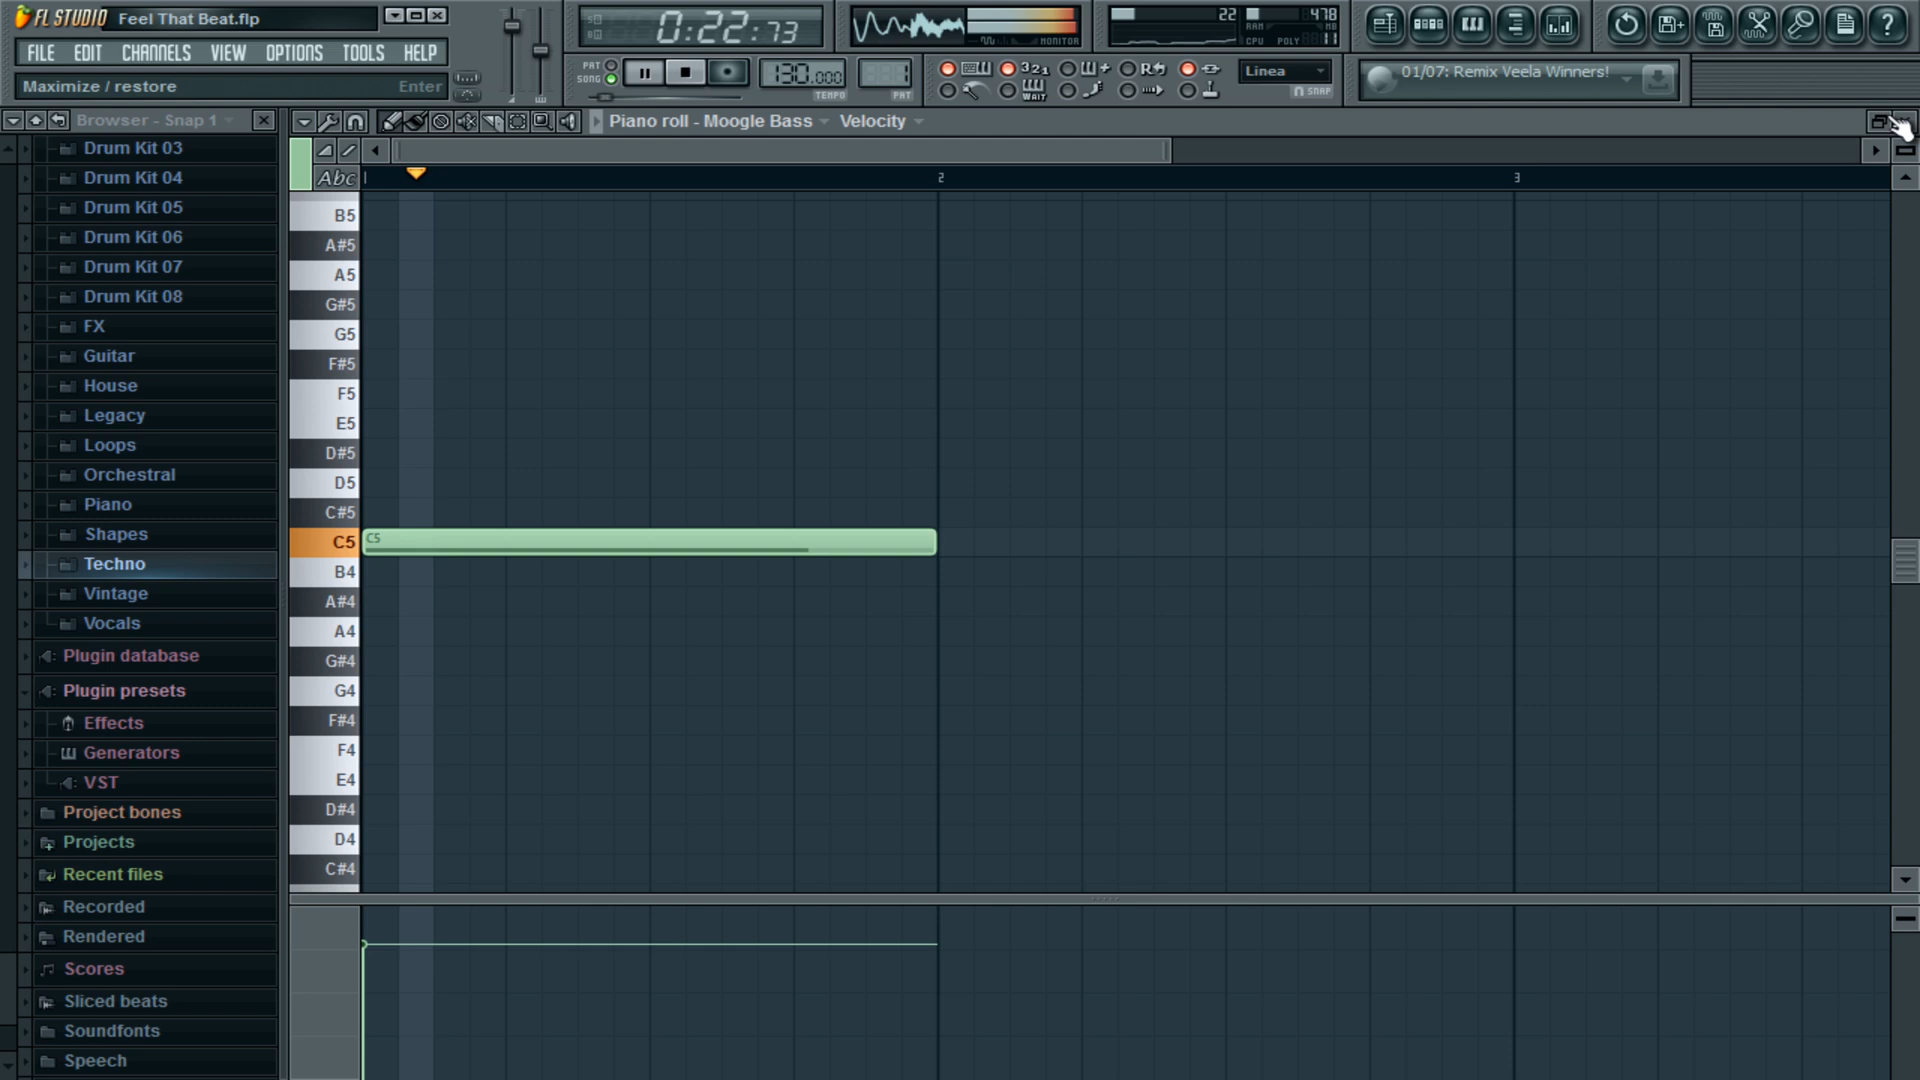 FL STUDIO
Feel That Beat.flp
FILE EDIT CHANNELS VIEW OPTIONS TOOLS HELP
Maximize / restore Enter
0:22:73
MONITOR
22
478
RAM
CPU POLY 11
PAT
SONG
130.000
TEMPO
1
PAT
321
WAIT
Linea
SNAP
01/07: Remix Veela Winners!
Browser - Snap 1
Piano roll - Moogle Bass Velocity
Abc
2
3
Drum Kit 03
Drum Kit 04
Drum Kit 05
Drum Kit 06
Drum Kit 07
Drum Kit 08
FX
Guitar
House
Legacy
Loops
Orchestral
Piano
Shapes
Techno
Vintage
Vocals
Plugin database
Plugin presets
Effects
Generators
VST
Project bones
Projects
Recent files
Recorded
Rendered
Scores
Sliced beats
Soundfonts
Speech
B5
A#5
A5
G#5
G5
F#5
F5
E5
D#5
D5
C#5
C5 C5
B4
A#4
A4
G#4
G4
F#4
F4
E4
D#4
D4
C#4